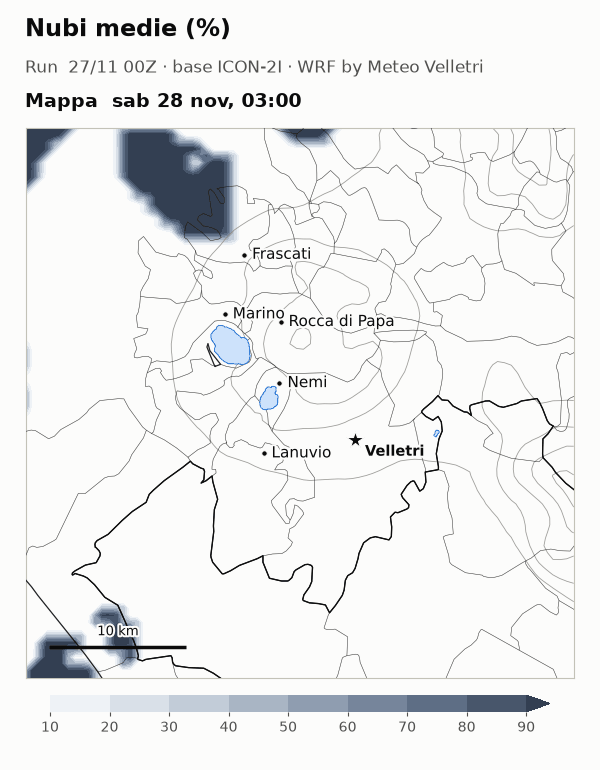 Nubi medie (%)
Run  27/11 00Z · base ICON-2I · WRF by Meteo Velletri
Mappa  sab 28 nov, 03:00
Frascati
Marino
Rocca di Papa
Nemi
Velletri
Lanuvio
10 km
10 20 30 40 50 60 70 80 90